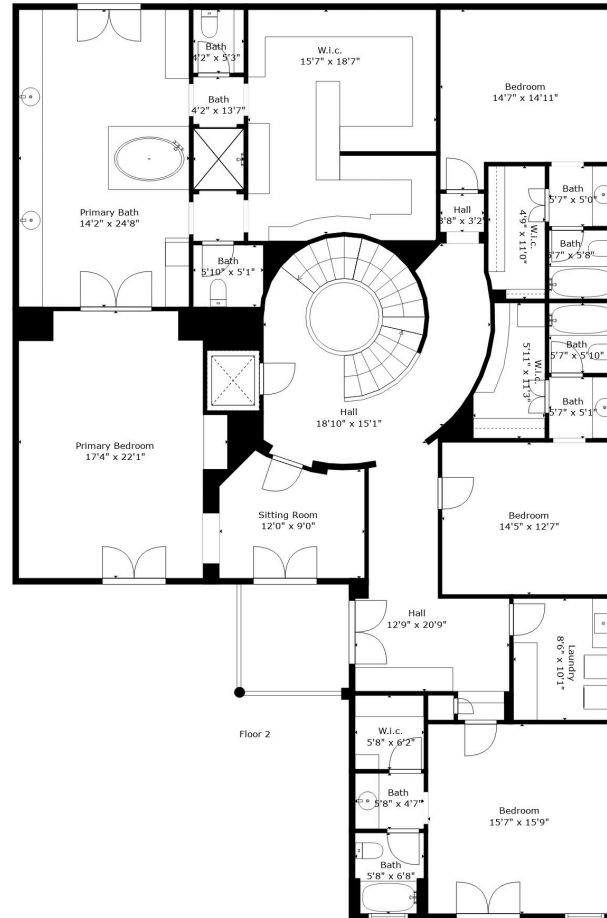 Bath
4'2" x 5'3"
W.i.c.
15'7" x 18'7"
Bedroom
14'7" x 14'11"
Bath
4'2" x 13'7"
Primary Bath
14'2" x 24'8"
Hall
3'8" x 3'2"
W.i.c.
4'9" x 11'0"
Bath
5'7" x 5'0"
Bath
5'7" x 5'8"
Bath
5'10" x 5'1"
W.i.c.
5'11" x 11'3"
Bath
5'7" x 5'10"
Bath
5'7" x 5'1"
Hall
18'10" x 15'1"
Primary Bedroom
17'4" x 22'1"
Sitting Room
12'0" x 9'0"
Bedroom
14'5" x 12'7"
Hall
12'9" x 20'9"
Laundry
8'6" x 10'1"
Floor 2
W.i.c.
5'8" x 6'2"
Bath
5'8" x 4'7"
Bedroom
15'7" x 15'9"
Bath
5'8" x 6'8"